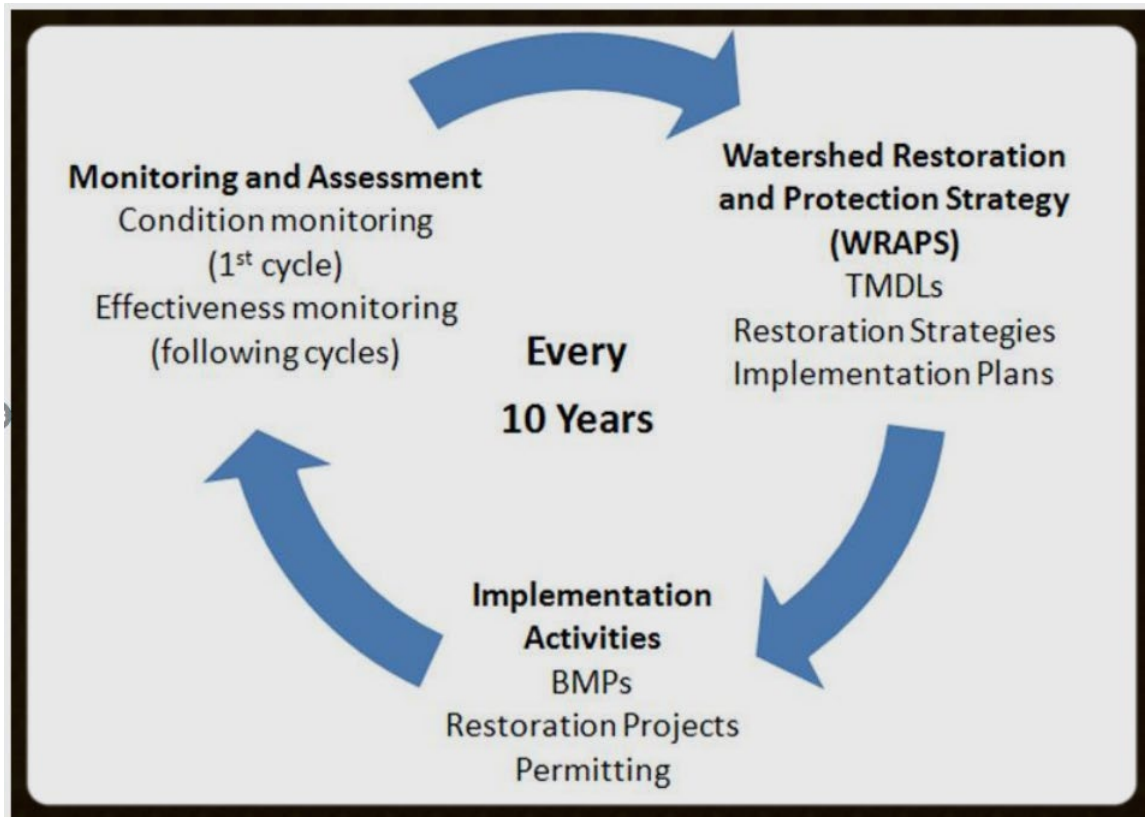 Monitoring and Assessment
Condition monitoring
(1st cycle)
Effectiveness monitoring
(following cycles)
Watershed Restoration
and Protection Strategy
(WRAPS)
TMDLs
Restoration Strategies
Implementation Plans
Every
10 Years
Implementation
Activities
BMPs
Restoration Projects
Permitting